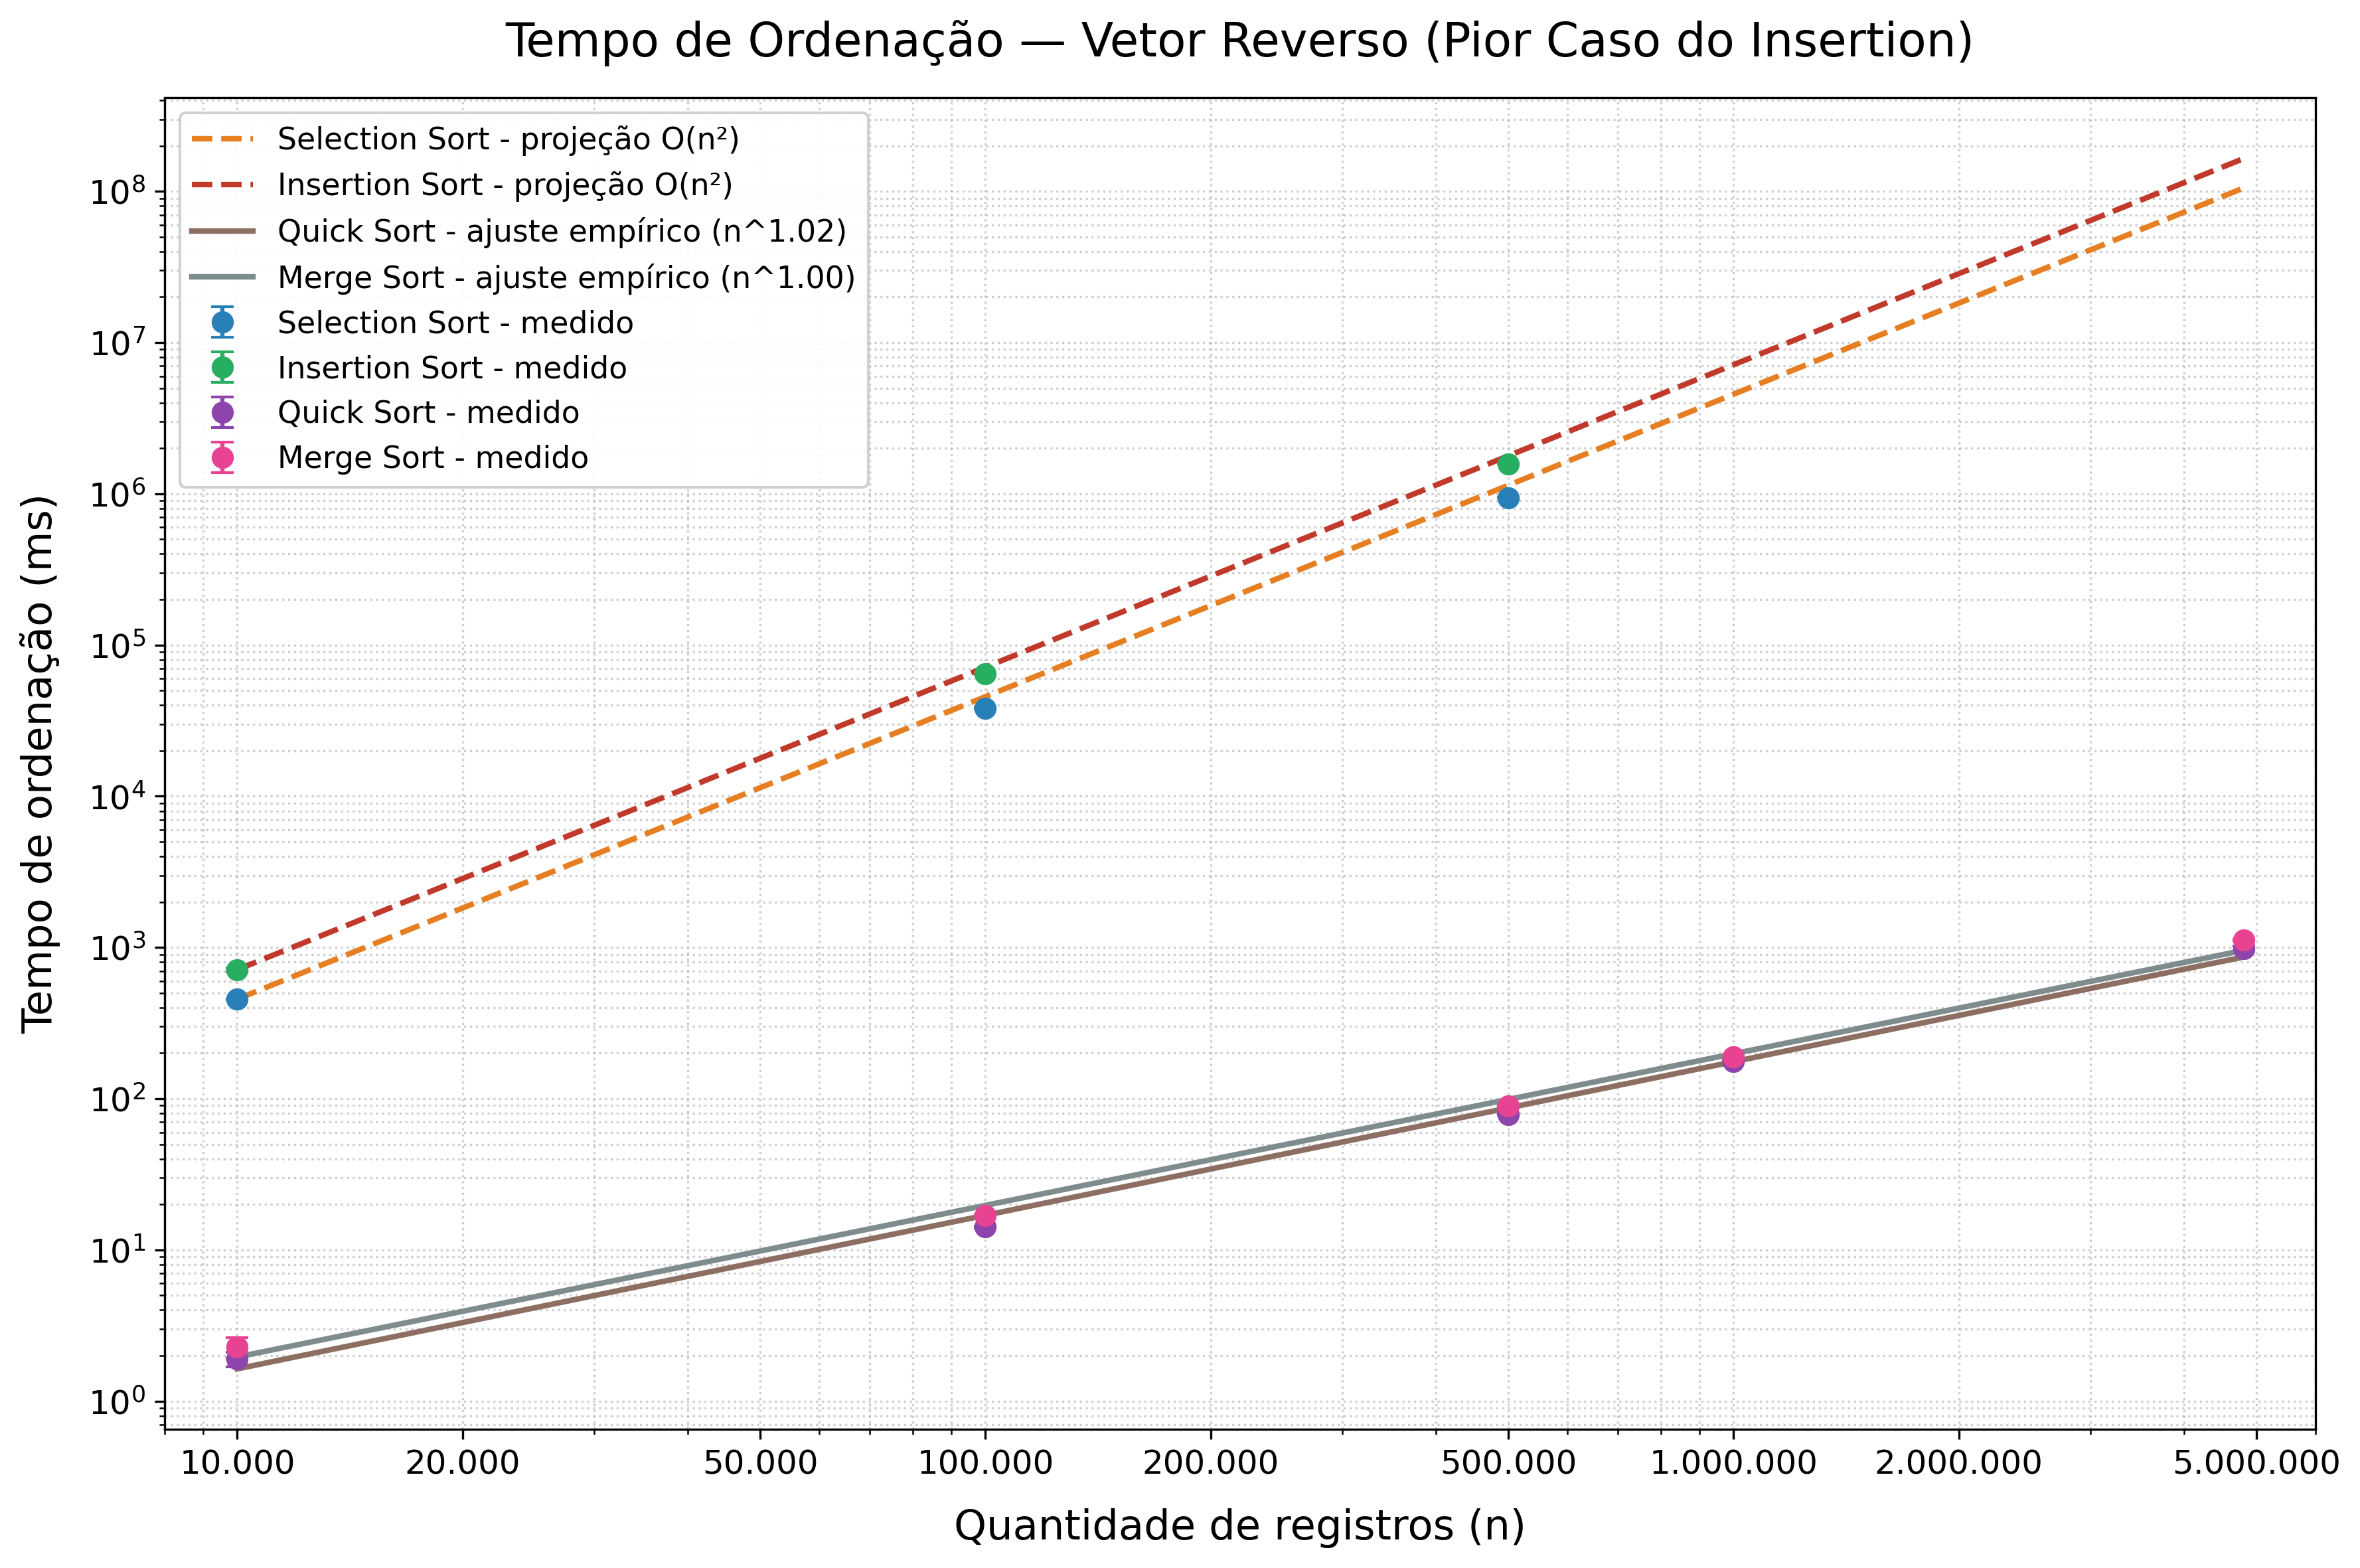 Tempo de Ordenação — Vetor Reverso (Pior Caso do Insertion)
Selection Sort - projeção O(n²)
Insertion Sort - projeção O(n²)
Quick Sort - ajuste empírico (n^1.02)
Merge Sort - ajuste empírico (n^1.00)
Selection Sort - medido
Insertion Sort - medido
Quick Sort - medido
Merge Sort - medido
Tempo de ordenação (ms)
10⁸
10⁷
10⁶
10⁵
10⁴
10³
10²
10¹
10⁰
10.000 20.000 50.000 100.000 200.000 500.000 1.000.000 2.000.000 5.000.000
Quantidade de registros (n)